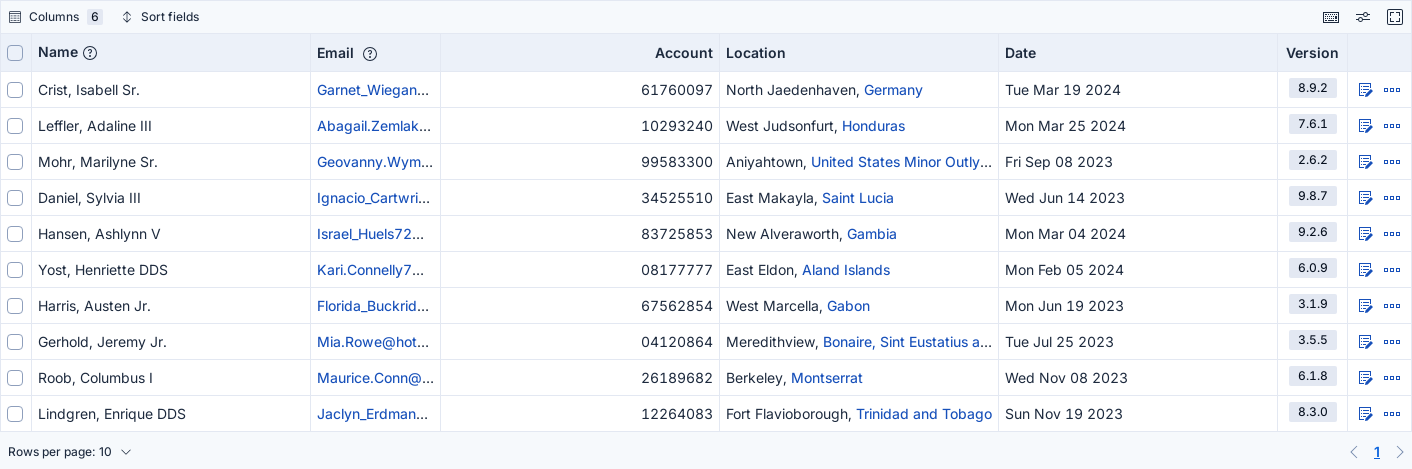 Columns 6 Sort fields
Name Email Account Location Date Version
Crist, Isabell Sr. Garnet_Wiegan... 61760097 North Jaedenhaven, Germany Tue Mar 19 2024 8.9.2
Leffler, Adaline III Abagail.Zemlak... 10293240 West Judsonfurt, Honduras Mon Mar 25 2024 7.6.1
Mohr, Marilyne Sr. Geovanny.Wym... 99583300 Aniyahtown, United States Minor Outly... Fri Sep 08 2023 2.6.2
Daniel, Sylvia III Ignacio_Cartwri... 34525510 East Makayla, Saint Lucia Wed Jun 14 2023 9.8.7
Hansen, Ashlynn V Israel_Huels72... 83725853 New Alveraworth, Gambia Mon Mar 04 2024 9.2.6
Yost, Henriette DDS Kari.Connelly7... 08177777 East Eldon, Aland Islands Mon Feb 05 2024 6.0.9
Harris, Austen Jr. Florida_Buckrid... 67562854 West Marcella, Gabon Mon Jun 19 2023 3.1.9
Gerhold, Jeremy Jr. Mia.Rowe@hot... 04120864 Meredithview, Bonaire, Sint Eustatius a... Tue Jul 25 2023 3.5.5
Roob, Columbus I Maurice.Conn@... 26189682 Berkeley, Montserrat Wed Nov 08 2023 6.1.8
Lindgren, Enrique DDS Jaclyn_Erdman... 12264083 Fort Flavioborough, Trinidad and Tobago Sun Nov 19 2023 8.3.0
Rows per page: 10 1